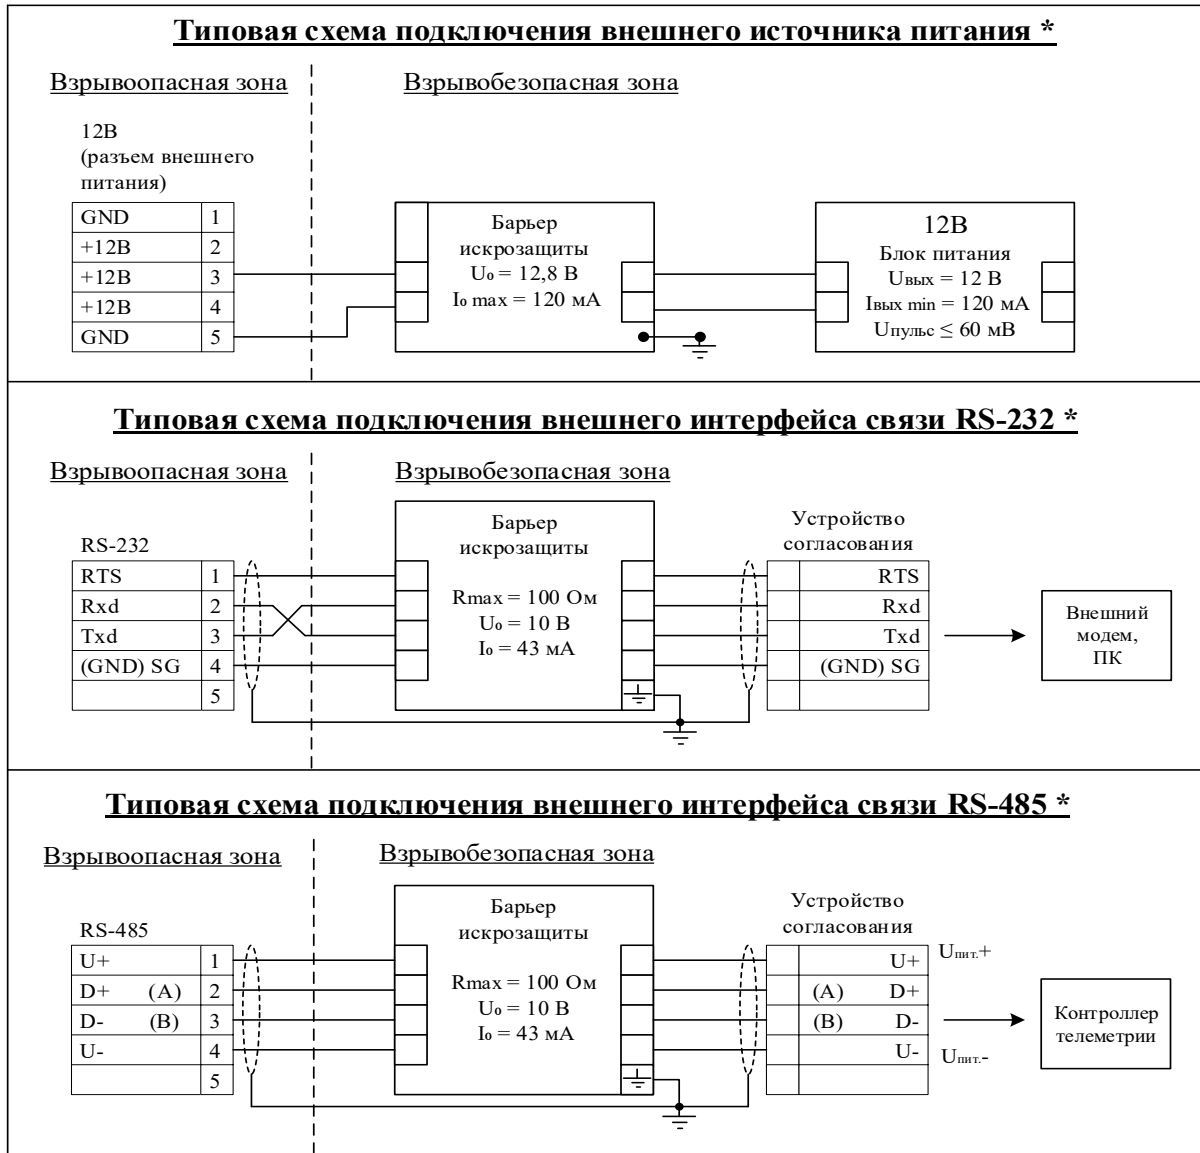 Типовая схема подключения внешнего источника питания *
Взрывоопасная зона
Взрывобезопасная зона
12В
(разъем внешнего
питания)
GND 1
+12В 2
+12В 3
+12В 4
GND 5
Барьер
искрозащиты
U₀ = 12,8 В
I₀ max = 120 мА
12В
Блок питания
Uвых = 12 В
Iвых min = 120 мА
Uпульс ≤ 60 мВ
Типовая схема подключения внешнего интерфейса связи RS-232 *
Взрывоопасная зона
Взрывобезопасная зона
RS-232
RTS 1
Rxd 2
Txd 3
(GND) SG 4
5
Барьер
искрозащиты
Rmax = 100 Ом
U₀ = 10 В
I₀ = 43 мА
Устройство
согласования
RTS
Rxd
Txd
(GND) SG
Внешний
модем,
ПК
Типовая схема подключения внешнего интерфейса связи RS-485 *
Взрывоопасная зона
Взрывобезопасная зона
RS-485
U+ 1
D+ (A) 2
D- (B) 3
U- 4
5
Барьер
искрозащиты
Rmax = 100 Ом
U₀ = 10 В
I₀ = 43 мА
Устройство
согласования
U+
(A) D+
(B) D-
U-
Uпит.+
Uпит.-
Контроллер
телеметрии